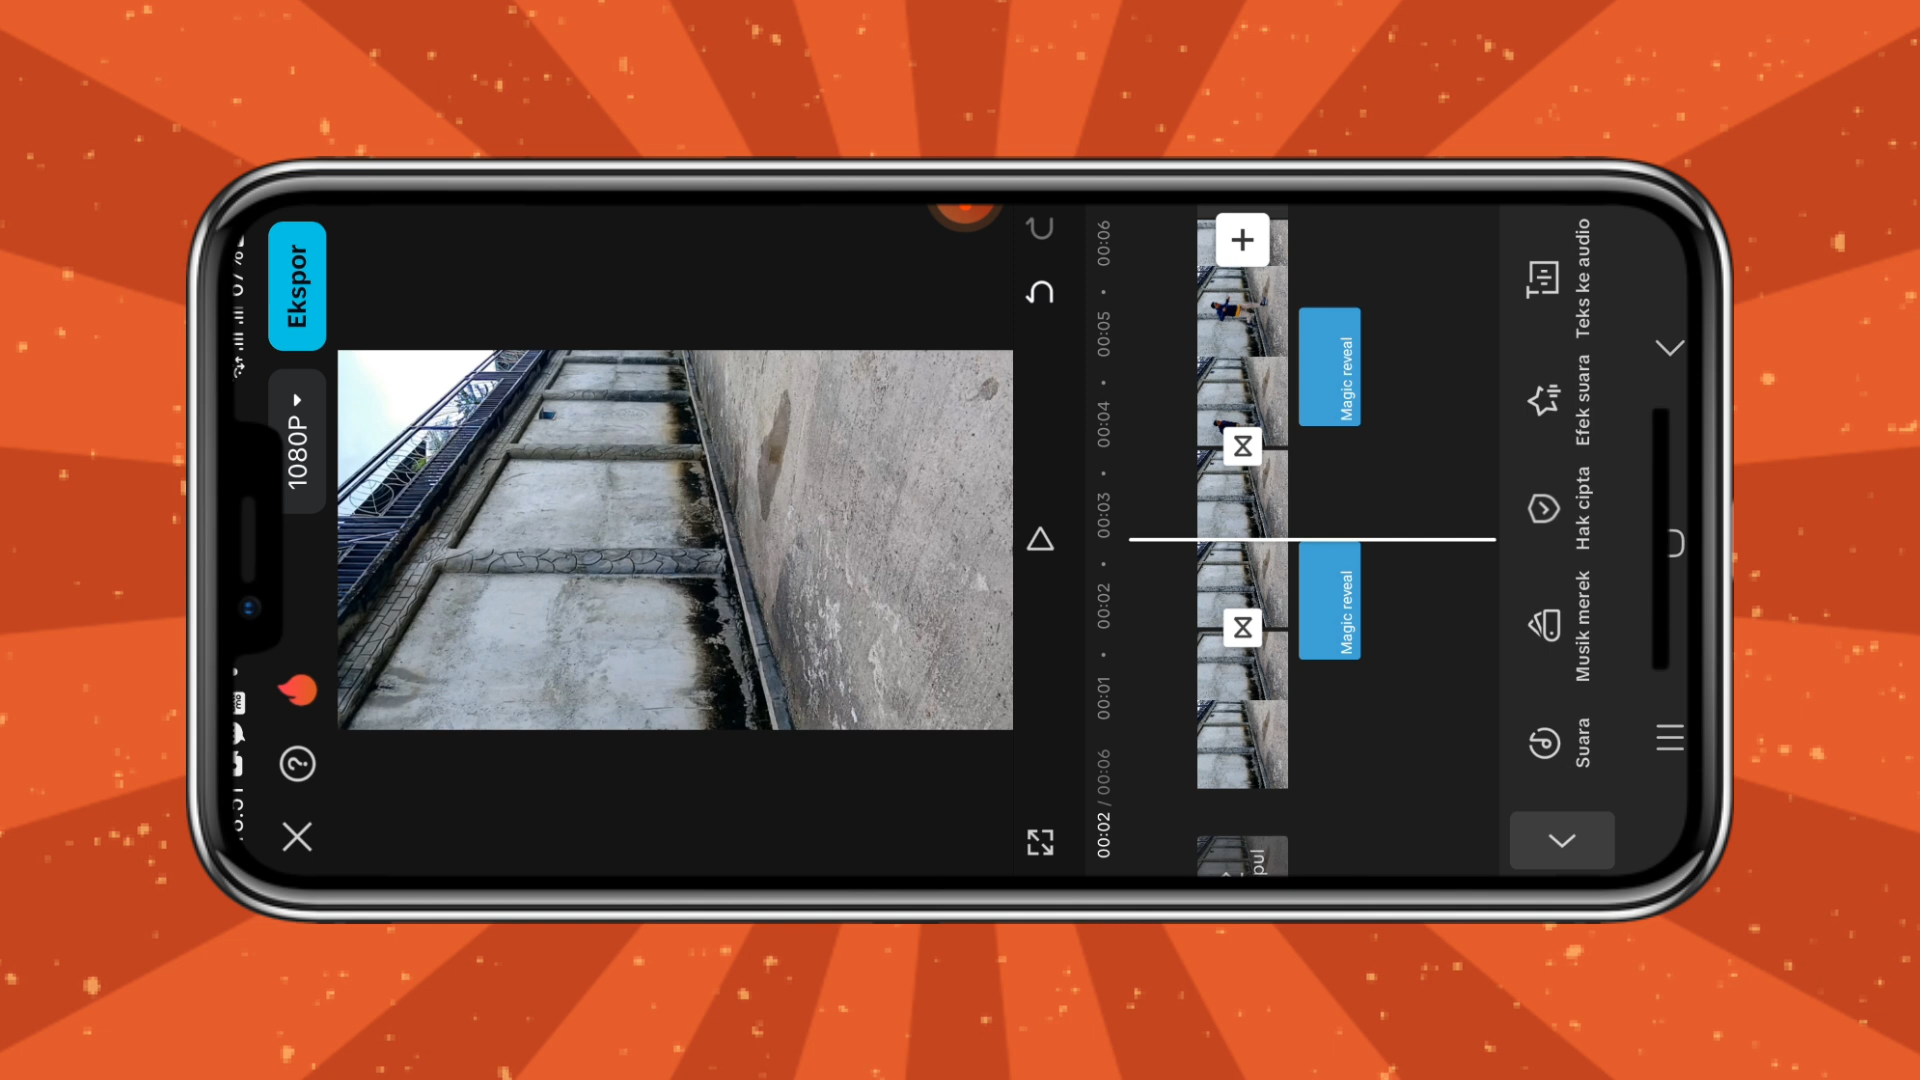 Ekspor
1080P
00:02 / 00:06
00:01
00:02
00:03
00:04
00:05
00:06
Magic reveal
Magic reveal
Suara
Musik merek
Hak cipta
Efek suara
Teks ke audio